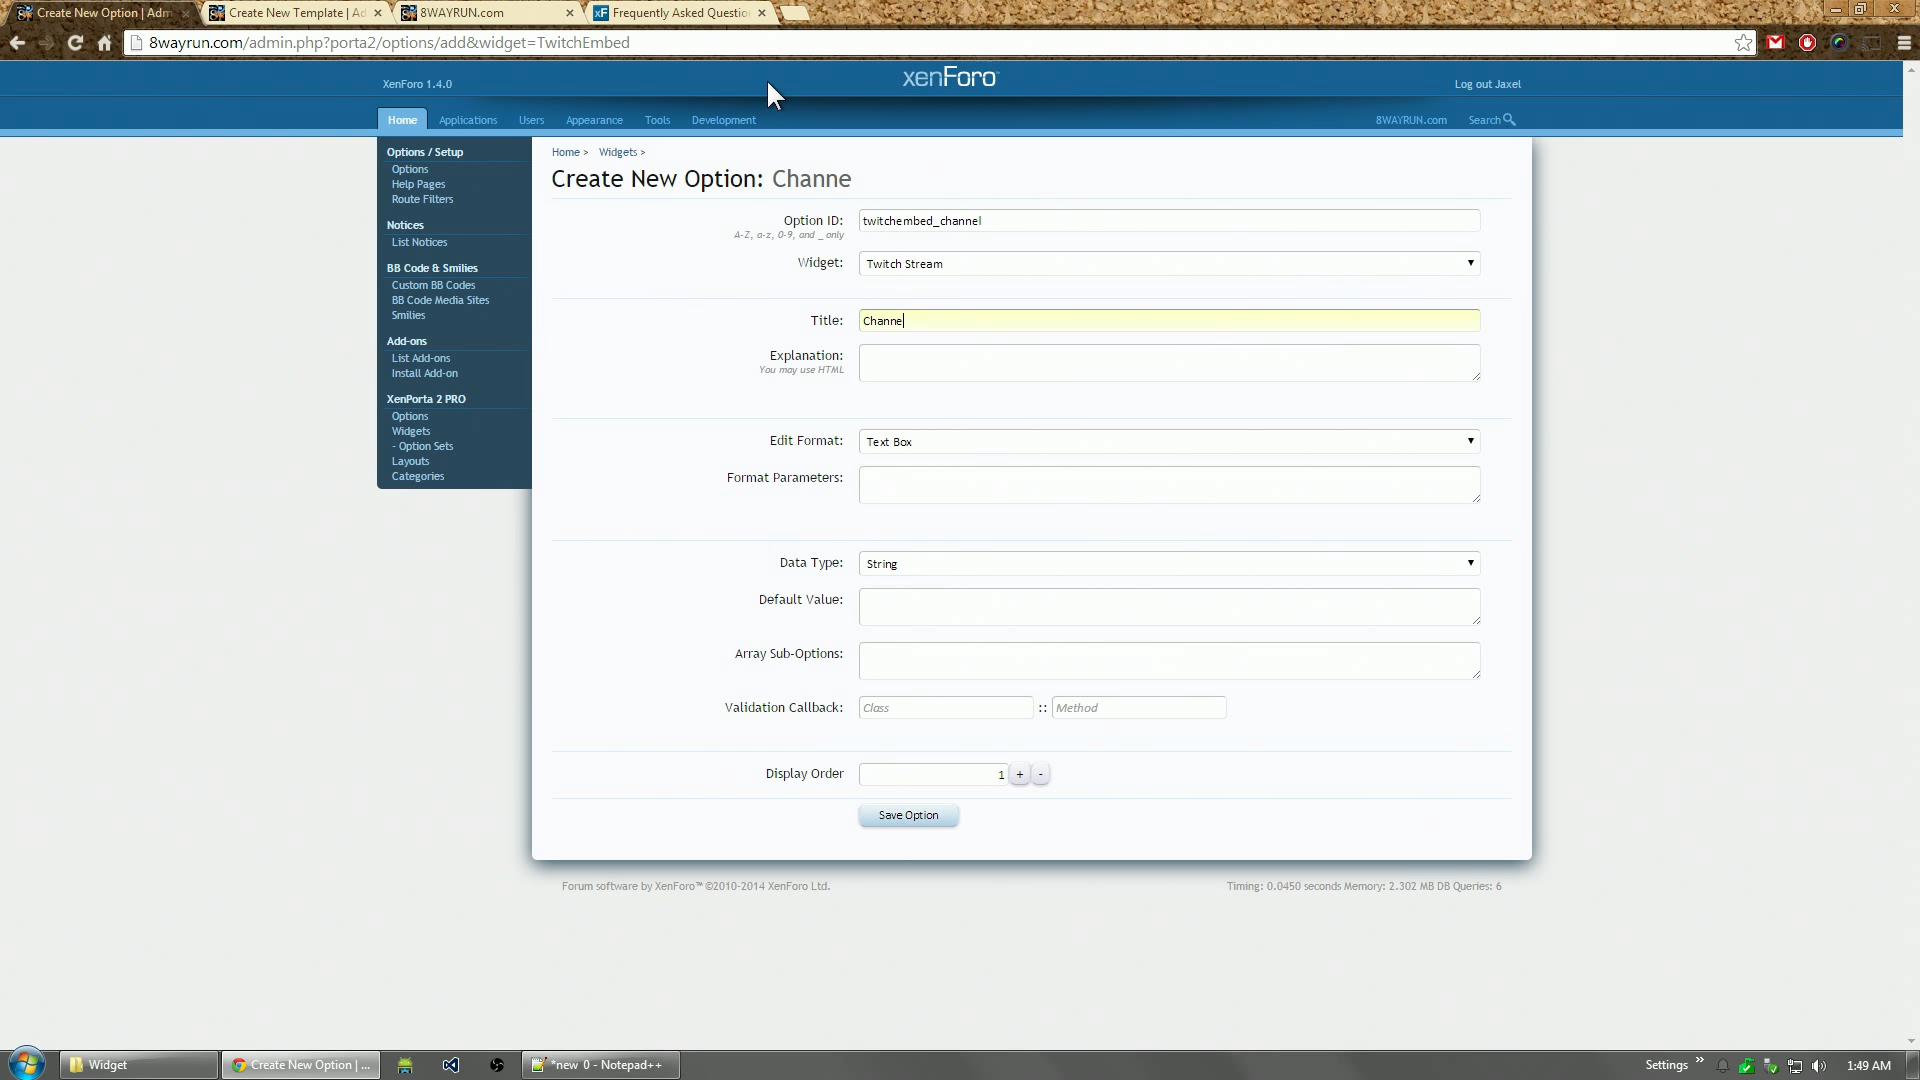 Create New Option | Adm
Create New Template | Ad
8WAYRUN.com
Frequently Asked Questio
8wayrun.com/admin.php?porta2/options/add&widget=TwitchEmbed
XenForo 1.4.0
xenForo
Log out Jaxel
Home
Applications
Users
Appearance
Tools
Development
8WAYRUN.com
Search
Options / Setup
Options
Help Pages
Route Filters
Notices
List Notices
BB Code & Smilies
Custom BB Codes
BB Code Media Sites
Smilies
Add-ons
List Add-ons
Install Add-on
XenPorta 2 PRO
Options
Widgets
- Option Sets
Layouts
Categories
Home > Widgets >
Create New Option: Channe
Option ID: twitchembed_channel
A-Z, a-z, 0-9, and _ only
Widget: Twitch Stream
Title: Channe
Explanation:
You may use HTML
Edit Format: Text Box
Format Parameters:
Data Type: String
Default Value:
Array Sub-Options:
Validation Callback: Class :: Method
Display Order 1 + -
Save Option
Forum software by XenForo™ ©2010-2014 XenForo Ltd.
Timing: 0.0450 seconds Memory: 2.302 MB DB Queries: 6
Widget
Create New Option | ...
*new 0 - Notepad++
Settings
1:49 AM